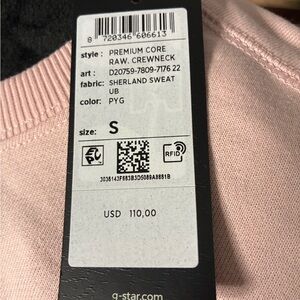 8 720346 606613
style : PREMIUM CORE
RAW. CREWNECK
art : D20759-7809-7176 22
fabric: SHERLAND SWEAT
UB
color: PYG
size: S
RFID
USD 110,00
g-star.com